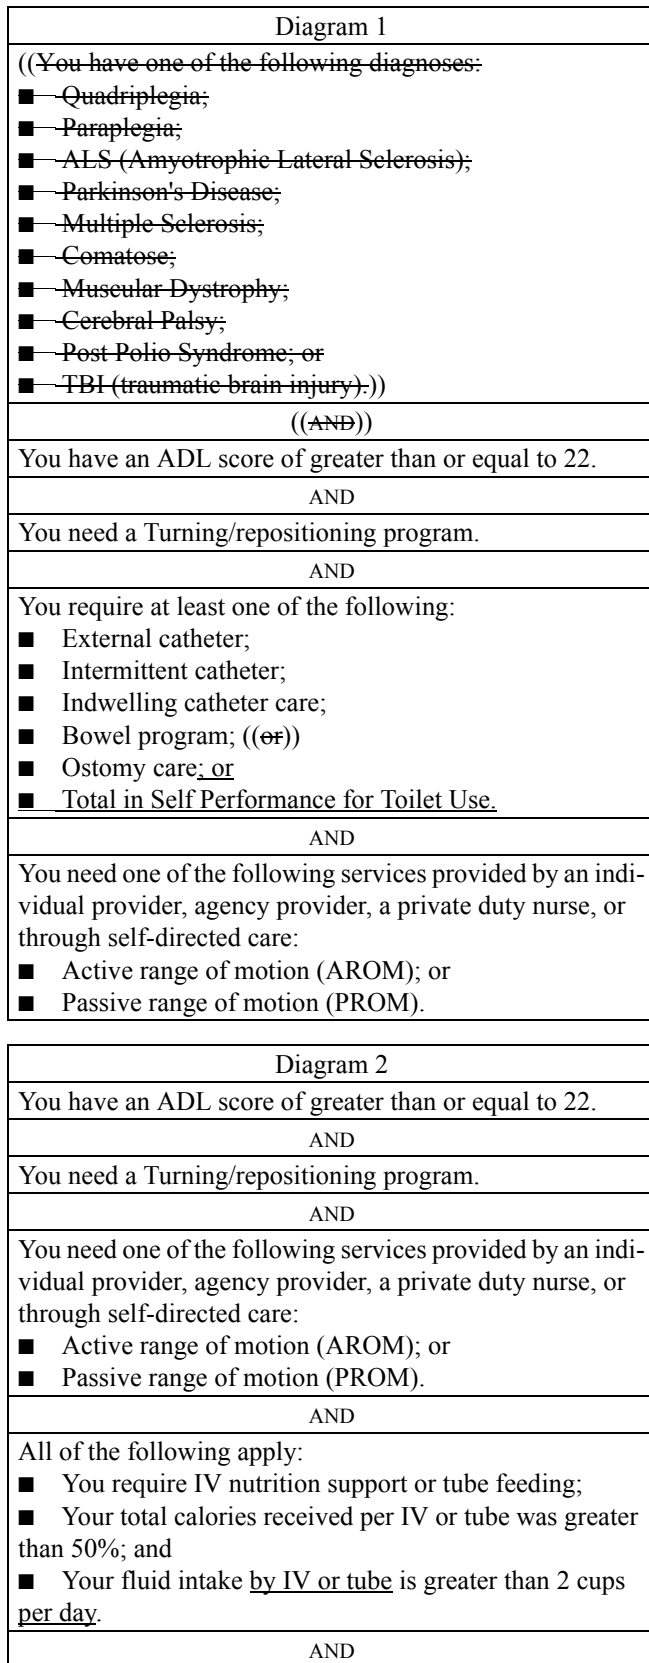 Diagram 1
((You have one of the following diagnoses:
■ Quadriplegia;
■ Paraplegia;
■ ALS (Amyotrophic Lateral Sclerosis);
■ Parkinson's Disease;
■ Multiple Sclerosis;
■ Comatose;
■ Muscular Dystrophy;
■ Cerebral Palsy;
■ Post Polio Syndrome; or
■ TBI (traumatic brain injury).))
((AND))
You have an ADL score of greater than or equal to 22.
AND
You need a Turning/repositioning program.
AND
You require at least one of the following:
■ External catheter;
■ Intermittent catheter;
■ Indwelling catheter care;
■ Bowel program; ((or))
■ Ostomy care; or
■ Total in Self Performance for Toilet Use.
AND
You need one of the following services provided by an indi-
vidual provider, agency provider, a private duty nurse, or
through self-directed care:
■ Active range of motion (AROM); or
■ Passive range of motion (PROM).
Diagram 2
You have an ADL score of greater than or equal to 22.
AND
You need a Turning/repositioning program.
AND
You need one of the following services provided by an indi-
vidual provider, agency provider, a private duty nurse, or
through self-directed care:
■ Active range of motion (AROM); or
■ Passive range of motion (PROM).
AND
All of the following apply:
■ You require IV nutrition support or tube feeding;
■ Your total calories received per IV or tube was greater
than 50%; and
■ Your fluid intake by IV or tube is greater than 2 cups
per day.
AND